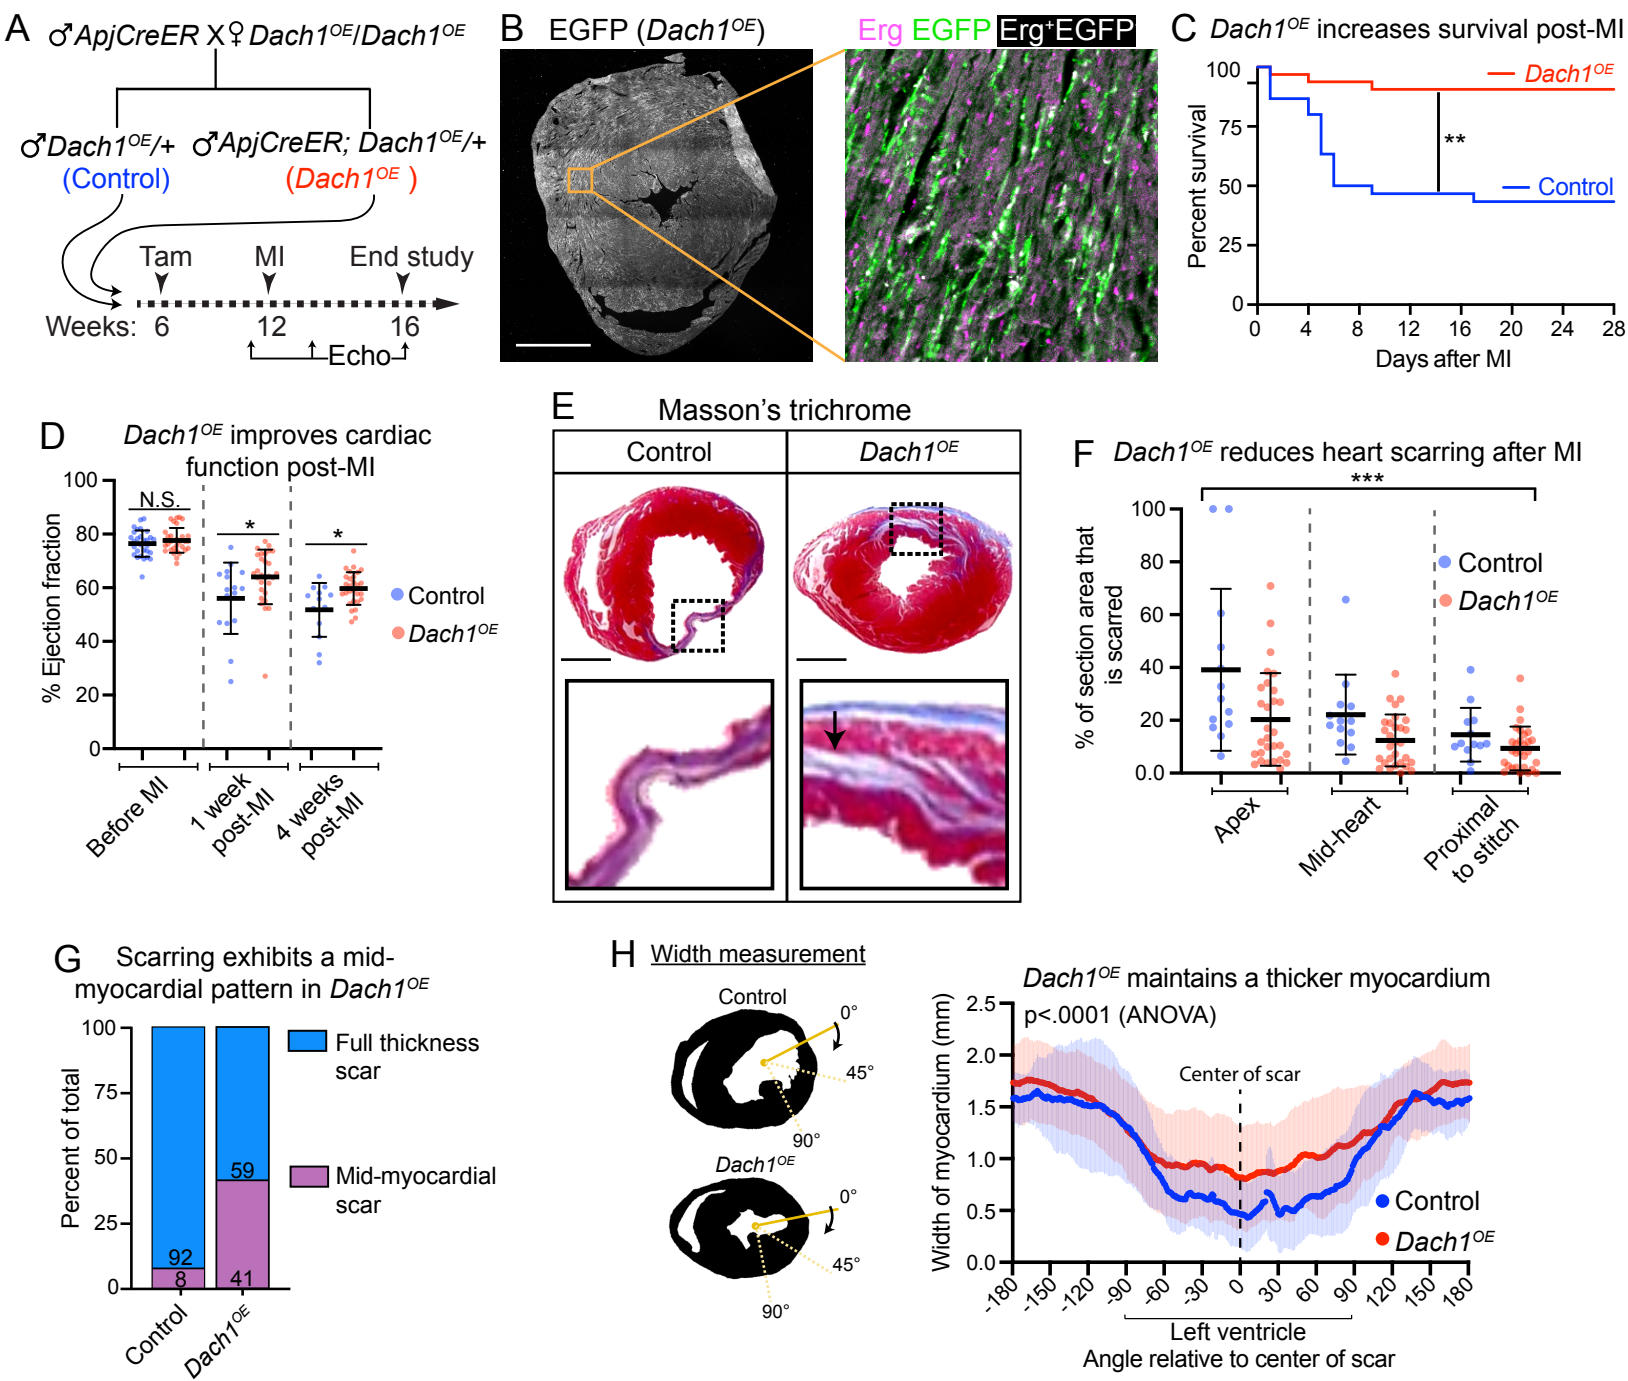 A
♂ApjCreER X♀ Dach1ᴼᴱ/Dach1ᴼᴱ
♂Dach1ᴼᴱ/+
♂ApjCreER; Dach1ᴼᴱ/+
(Control)
(Dach1ᴼᴱ )
Tam
MI
End study
Weeks: 6 12 16
Echo
B
EGFP (Dach1ᴼᴱ)
Erg EGFP Erg⁺EGFP
C
Dach1ᴼᴱ increases survival post-MI
Percent survival
100
75
50
25
0
Dach1ᴼᴱ
**
Control
0 4 8 12 16 20 24 28
Days after MI
D
Dach1ᴼᴱ improves cardiac
function post-MI
% Ejection fraction
100
80
60
40
20
0
N.S.
*
*
Control
Dach1ᴼᴱ
Before MI
1 week
post-MI
4 weeks
post-MI
E
Masson's trichrome
Control
Dach1ᴼᴱ
F
Dach1ᴼᴱ reduces heart scarring after MI
***
% of section area that
is scarred
100
80
60
40
20
0.0
Control
Dach1ᴼᴱ
Apex
Mid-heart
Proximal
to stitch
G
Scarring exhibits a mid-
myocardial pattern in Dach1ᴼᴱ
Percent of total
100
75
50
25
0
92
8
59
41
Full thickness
scar
Mid-myocardial
scar
Control
Dach1ᴼᴱ
H
Width measurement
Control
0°
45°
90°
Dach1ᴼᴱ
0°
45°
90°
Dach1ᴼᴱ maintains a thicker myocardium
p<.0001 (ANOVA)
Width of myocardium (mm)
2.5
2.0
1.5
1.0
0.5
0.0
Center of scar
Control
Dach1ᴼᴱ
-180 -150 -120 -90 -60 -30 0 30 60 90 120 150 180
Left ventricle
Angle relative to center of scar